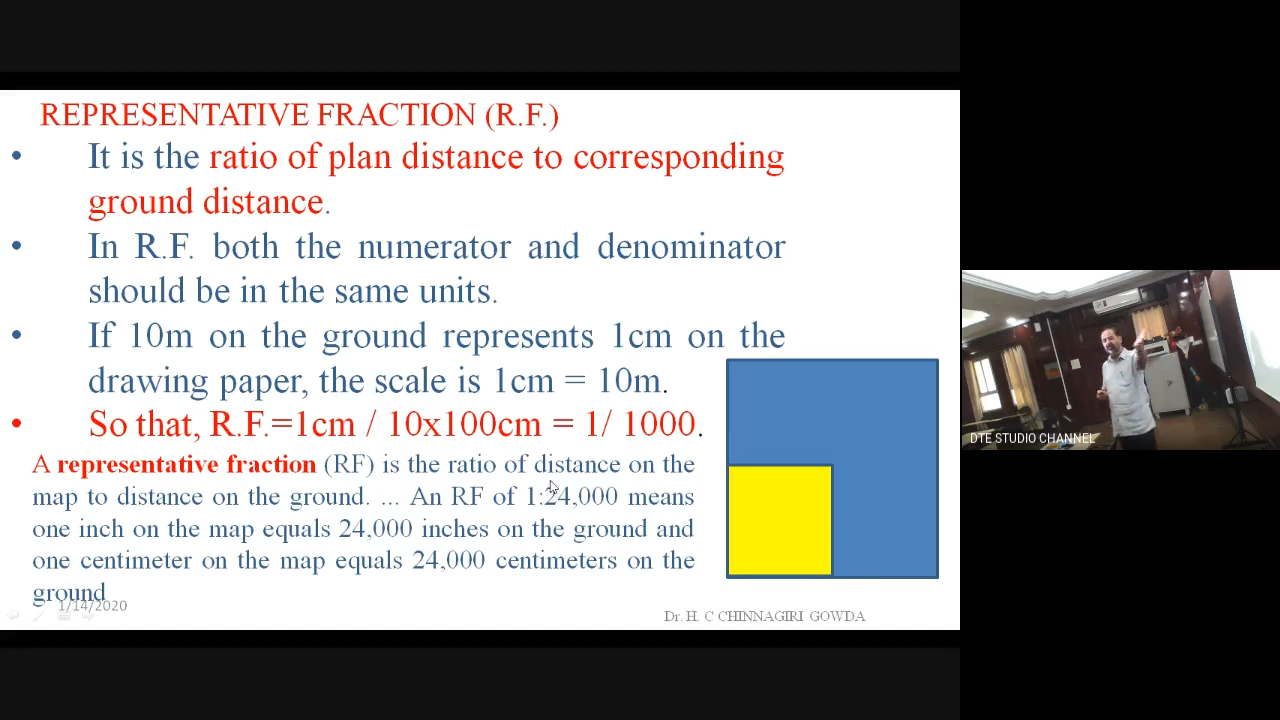 REPRESENTATIVE FRACTION (R.F.)
• It is the ratio of plan distance to corresponding
ground distance.
• In R.F. both the numerator and denominator
should be in the same units.
• If 10m on the ground represents 1cm on the
drawing paper, the scale is 1cm = 10m.
• So that, R.F.=1cm / 10x100cm = 1/ 1000.
A representative fraction (RF) is the ratio of distance on the
map to distance on the ground. ... An RF of 1:24,000 means
one inch on the map equals 24,000 inches on the ground and
one centimeter on the map equals 24,000 centimeters on the
ground
1/14/2020
Dr. H. C CHINNAGIRI GOWDA
DTE STUDIO CHANNEL